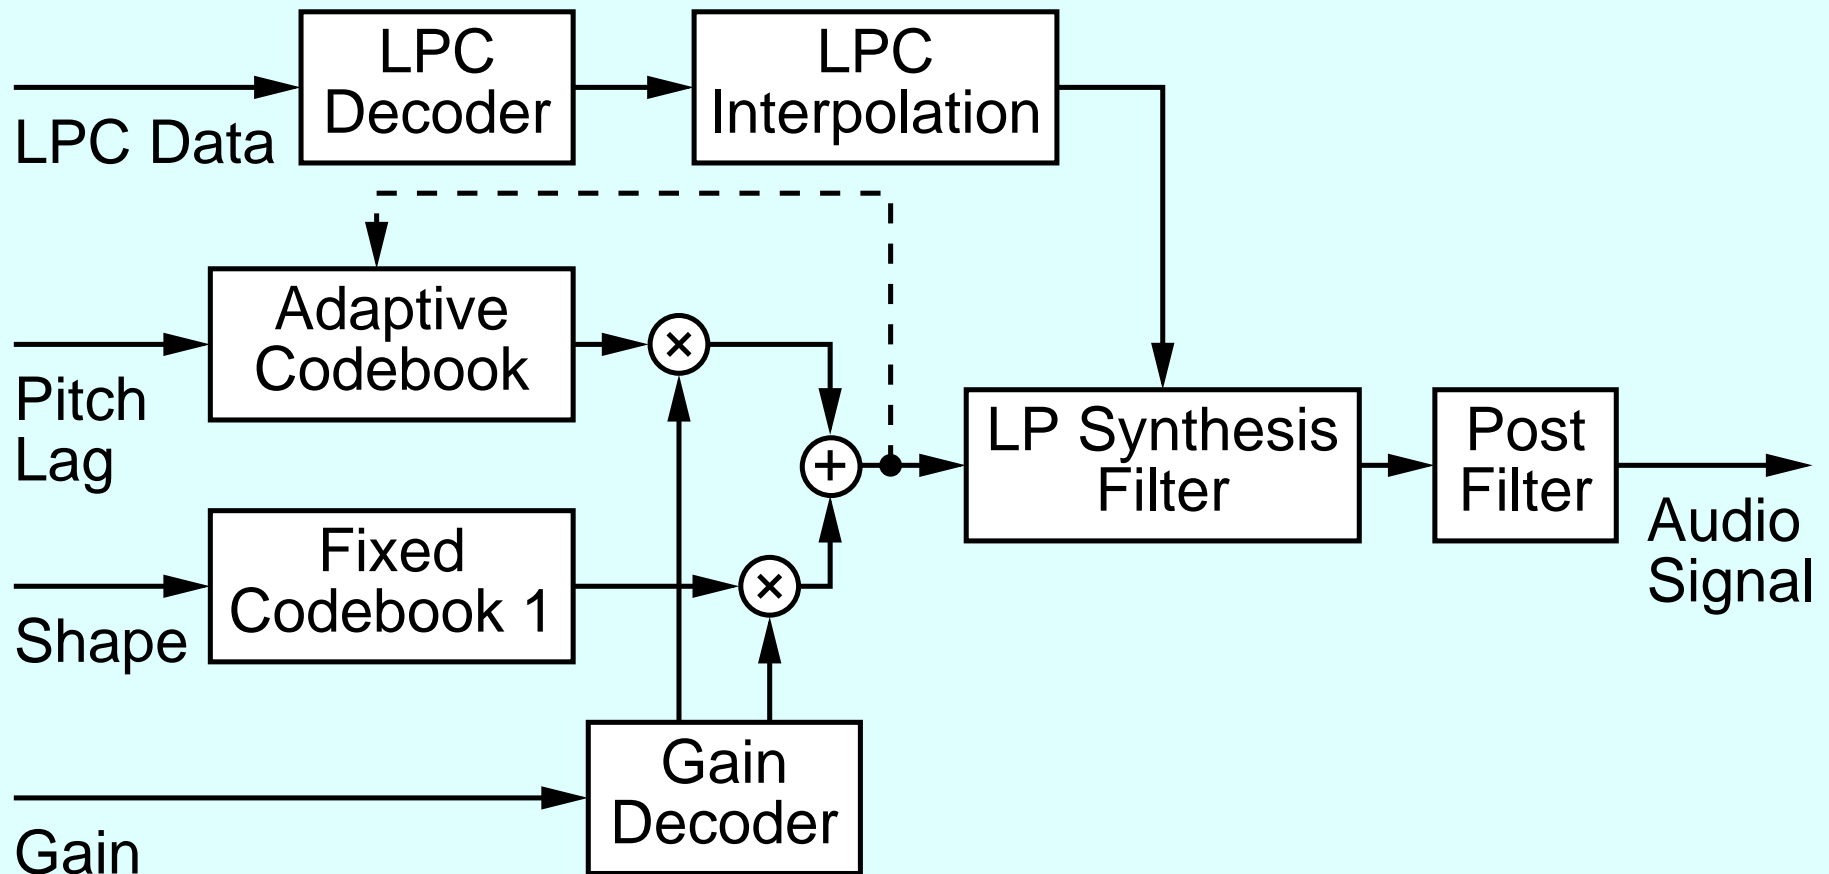 LPC
Decoder
LPC
Interpolation
LPC Data
Adaptive
Codebook
×
Pitch
Lag
+
LP Synthesis
Filter
Post
Filter
Audio
Signal
Fixed
Codebook 1
×
Shape
Gain
Decoder
Gain